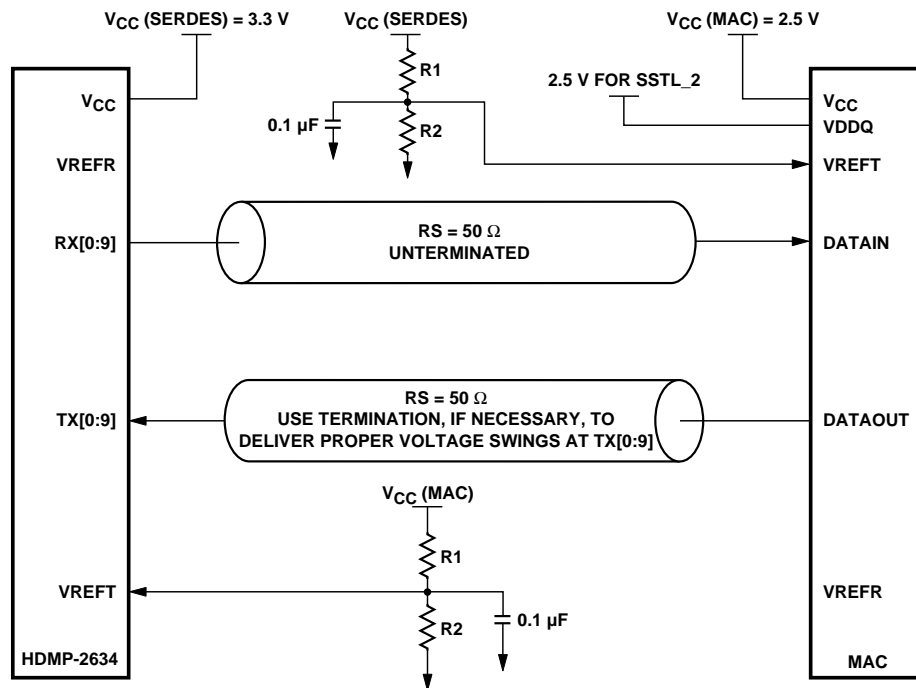 VCC (SERDES) = 3.3 V
VCC (SERDES)
VCC (MAC) = 2.5 V
R1
2.5 V FOR SSTL_2
VCC
0.1 µF
R2
VCC
VDDQ
VREFR
VREFT
RX[0:9]
RS = 50 Ω
UNTERMINATED
DATAIN
TX[0:9]
RS = 50 Ω
USE TERMINATION, IF NECESSARY, TO
DELIVER PROPER VOLTAGE SWINGS AT TX[0:9]
DATAOUT
VCC (MAC)
R1
VREFT
R2
0.1 µF
VREFR
HDMP-2634
MAC